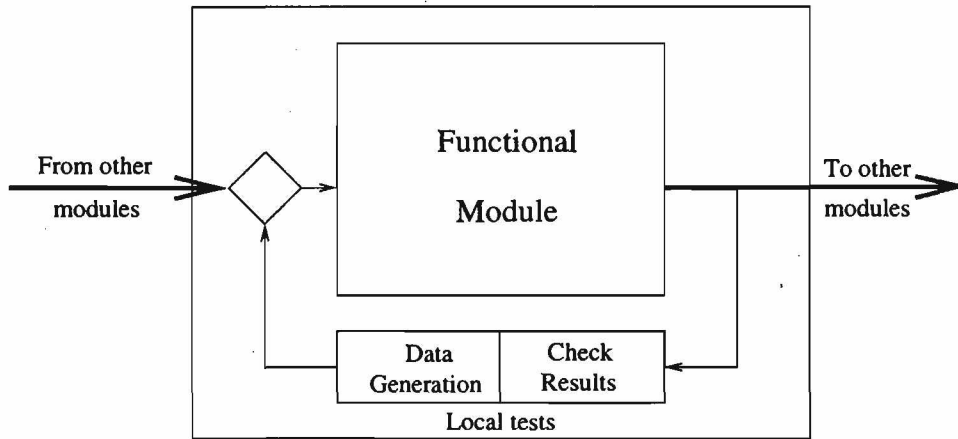 From other
modules
Functional
Module
To other
modules
Data
Generation
Check
Results
Local tests